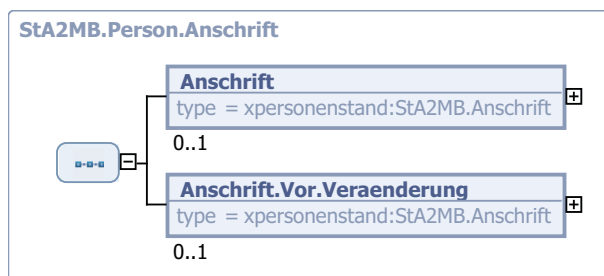 StA2MB.Person.Anschrift
Anschrift
type = xpersonenstand:StA2MB.Anschrift
0..1
Anschrift.Vor.Veraenderung
type = xpersonenstand:StA2MB.Anschrift
0..1